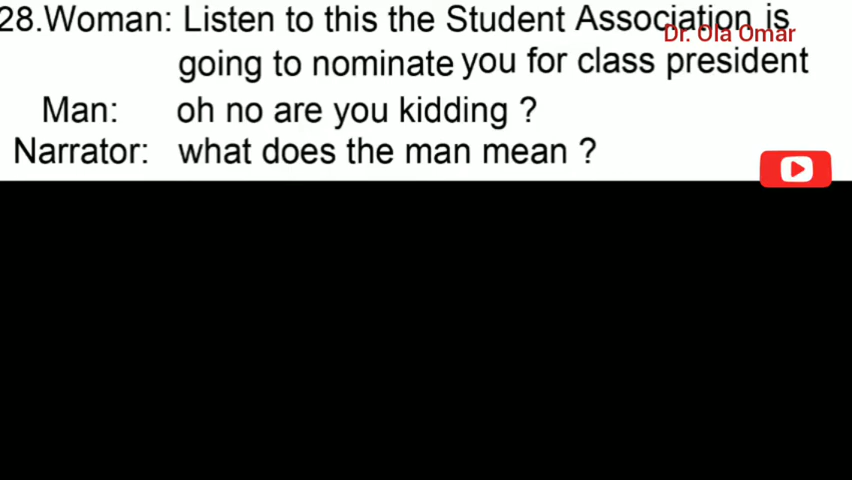 28.Woman: Listen to this the Student Association is
Dr. Ola Omar
going to nominate you for class president
Man: oh no are you kidding ?
Narrator: what does the man mean ?